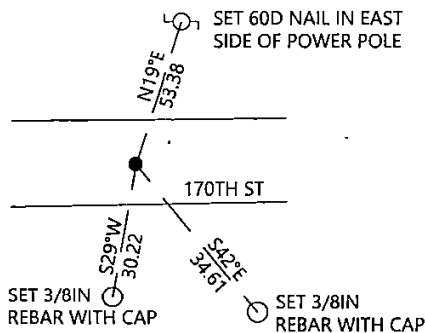 SET 60D NAIL IN EAST
SIDE OF POWER POLE
N19°E
53.38
170TH ST
S29°W
30.22
S42°E
34.61
SET 3/8IN
REBAR WITH CAP
SET 3/8IN
REBAR WITH CAP